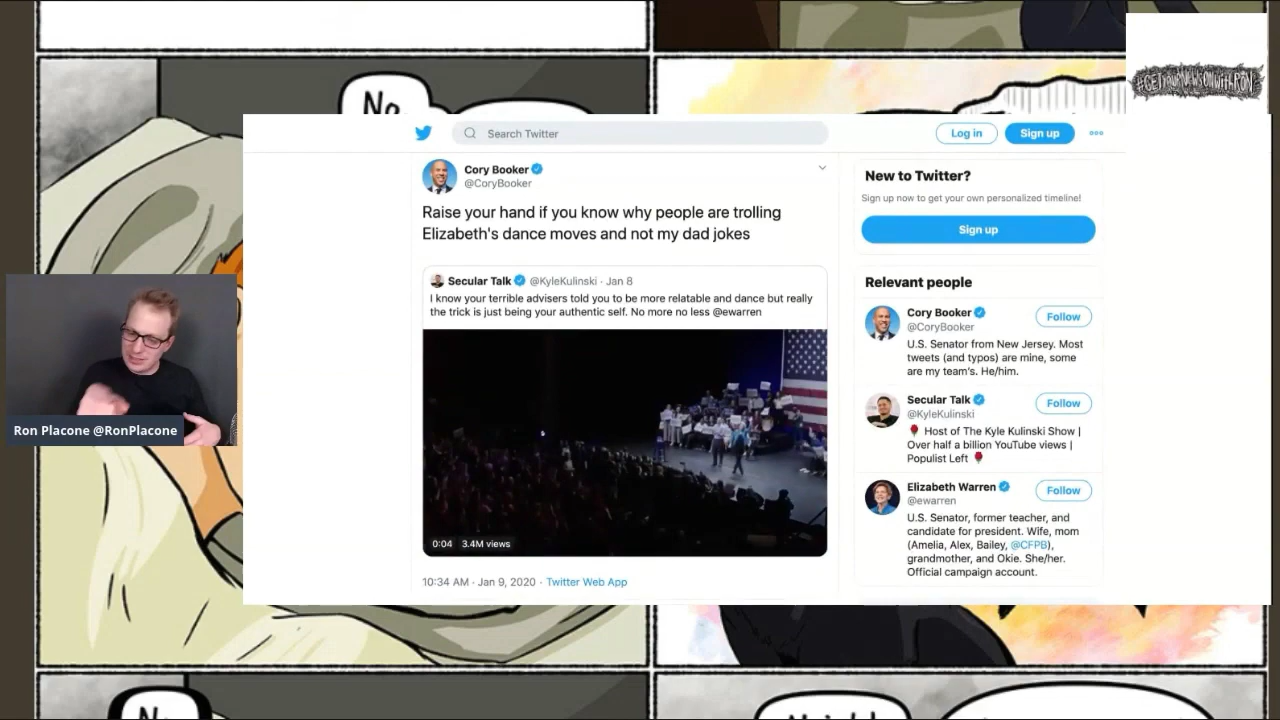 No
#GETYOURNEWSONWITHRON
Search Twitter
Log in
Sign up
Cory Booker
@CoryBooker
Raise your hand if you know why people are trolling
Elizabeth's dance moves and not my dad jokes
Secular Talk @KyleKulinski · Jan 8
I know your terrible advisers told you to be more relatable and dance but really
the trick is just being your authentic self. No more no less @ewarren
0:04 3.4M views
10:34 AM · Jan 9, 2020 · Twitter Web App
New to Twitter?
Sign up now to get your own personalized timeline!
Sign up
Relevant people
Cory Booker
@CoryBooker
Follow
U.S. Senator from New Jersey. Most
tweets (and typos) are mine, some
are my team's. He/him.
Secular Talk
@KyleKulinski
Follow
Host of The Kyle Kulinski Show |
Over half a billion YouTube views |
Populist Left
Elizabeth Warren
@ewarren
Follow
U.S. Senator, former teacher, and
candidate for president. Wife, mom
(Amelia, Alex, Bailey, @CFPB),
grandmother, and Okie. She/her.
Official campaign account.
Ron Placone @RonPlacone